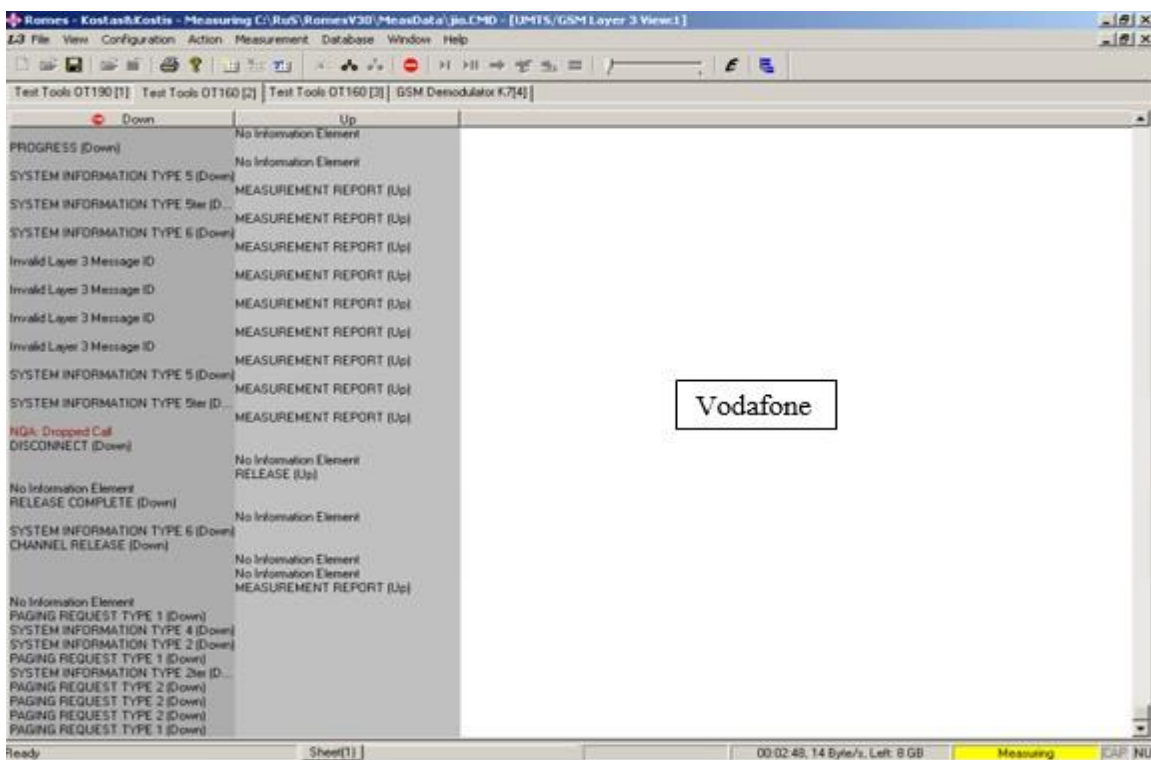 Romes - Kostas&Kostis - Measuring C:\RuS\RomesV30\MeasData\jio.CMD - [UMTS/GSM Layer 3 View:1]
L3 File View Configuration Action Measurement Database Window Help
Test Tools OT190 [1] Test Tools OT160 [2] Test Tools OT160 [3] GSM Demodulator K7[4]
Down Up
No Information Element
PROGRESS (Down)
No Information Element
SYSTEM INFORMATION TYPE 5 (Down)
MEASUREMENT REPORT (Up)
SYSTEM INFORMATION TYPE 5ter (D...
MEASUREMENT REPORT (Up)
SYSTEM INFORMATION TYPE 6 (Down)
MEASUREMENT REPORT (Up)
Invalid Layer 3 Message ID
MEASUREMENT REPORT (Up)
Invalid Layer 3 Message ID
MEASUREMENT REPORT (Up)
Invalid Layer 3 Message ID
MEASUREMENT REPORT (Up)
Invalid Layer 3 Message ID
MEASUREMENT REPORT (Up)
SYSTEM INFORMATION TYPE 5 (Down)
MEASUREMENT REPORT (Up)
SYSTEM INFORMATION TYPE 5ter (D...
MEASUREMENT REPORT (Up)
NQA: Dropped Call
DISCONNECT (Down)
No Information Element
RELEASE (Up)
No Information Element
RELEASE COMPLETE (Down)
No Information Element
SYSTEM INFORMATION TYPE 6 (Down)
CHANNEL RELEASE (Down)
No Information Element
No Information Element
MEASUREMENT REPORT (Up)
No Information Element
PAGING REQUEST TYPE 1 (Down)
SYSTEM INFORMATION TYPE 4 (Down)
SYSTEM INFORMATION TYPE 2 (Down)
PAGING REQUEST TYPE 1 (Down)
SYSTEM INFORMATION TYPE 2ter (D...
PAGING REQUEST TYPE 2 (Down)
PAGING REQUEST TYPE 2 (Down)
PAGING REQUEST TYPE 2 (Down)
PAGING REQUEST TYPE 1 (Down)
Vodafone
Ready Sheet[1] 00:02:48, 14 Byte/s, Left: 8 GB Measuring CAP NU